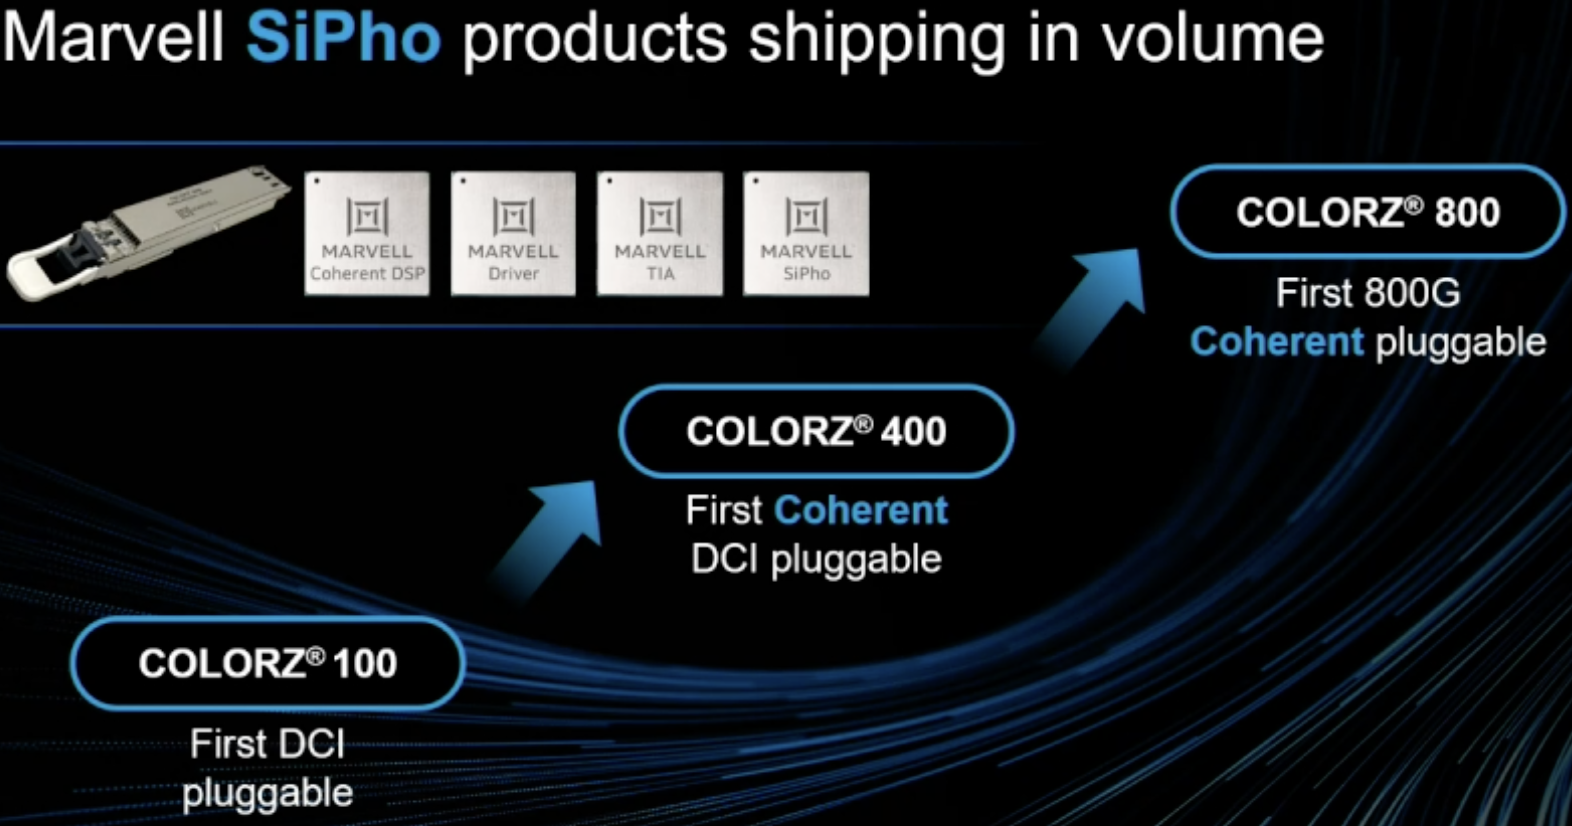 Marvell SiPho products shipping in volume
MARVELL
Coherent DSP
MARVELL
Driver
MARVELL
TIA
MARVELL
SiPho
COLORZ® 800
First 800G
Coherent pluggable
COLORZ® 400
First Coherent
DCI pluggable
COLORZ® 100
First DCI
pluggable